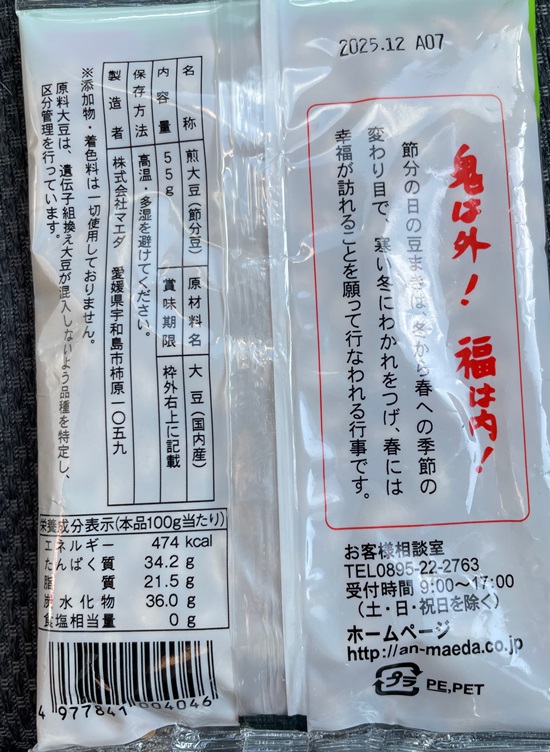 2025.12 A07
鬼は外！ 福は内！
節分の日の豆まきは、冬から春への季節の
変わり目で、寒い冬にわかれをつげ、春には
幸福が訪れることを願って行なわれる行事です。
お客様相談室
TEL0895-22-2763
受付時間 9:00〜17:00
（土・日・祝日を除く）
ホームページ
http://an-maeda.co.jp
プラ PE,PET
名称 煎大豆(節分豆) 原材料名 大豆(国内産)
内容量 55g 賞味期限 枠外右上に記載
保存方法 高温・多湿を避けてください。
製造者 株式会社マエダ 愛媛県宇和島市柿原一〇五九
※添加物・着色料は一切使用しておりません。
原料大豆は、遺伝子組換え大豆が混入しないよう品種を特定し、
区分管理を行っています。
栄養成分表示(本品100g当たり)
エネルギー 474 kcal
たんぱく質 34.2 g
脂質 21.5 g
炭水化物 36.0 g
食塩相当量 0 g
4 977841 004046